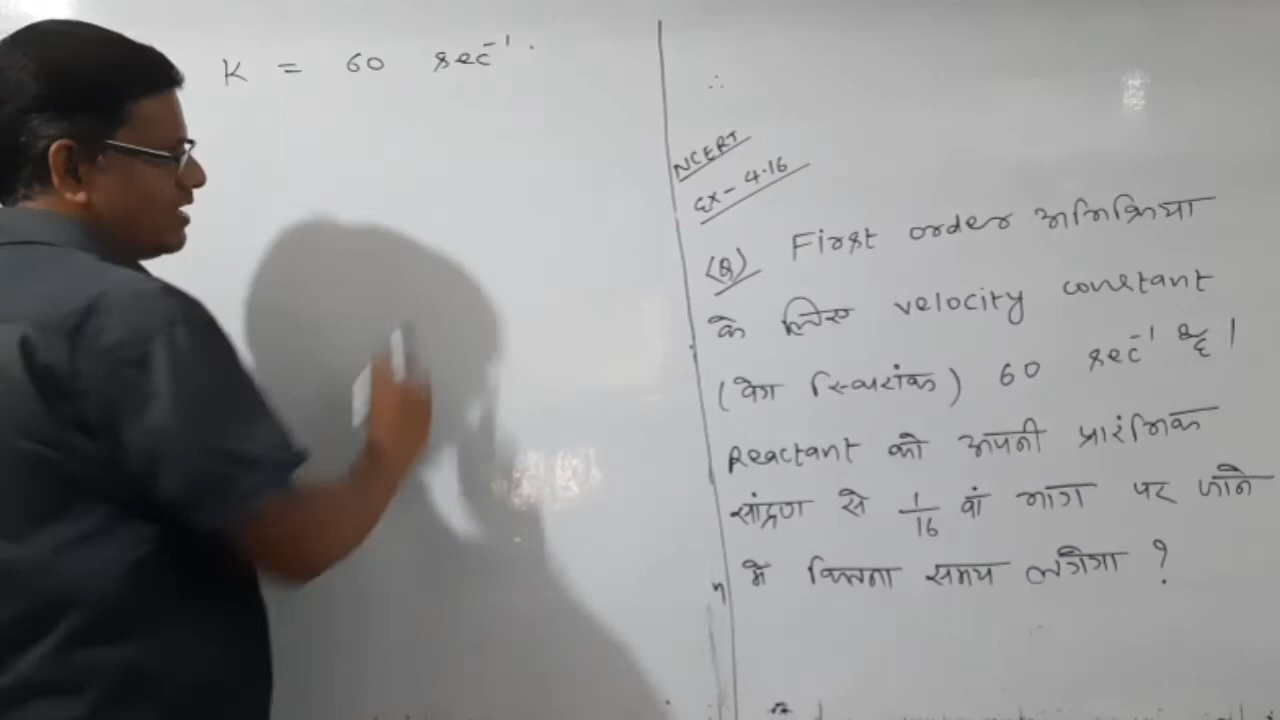 K = 60 sec⁻¹.
∴
NCERT
Ex - 4.16
(Q) First order अभिक्रिया
के लिए velocity constant
(वेग स्थिरांक) 60 sec⁻¹ है।
Reactant को अपनी प्रारंभिक
सांद्रण से 1/16 वां भाग पर जाने
में कितना समय लगेगा ?